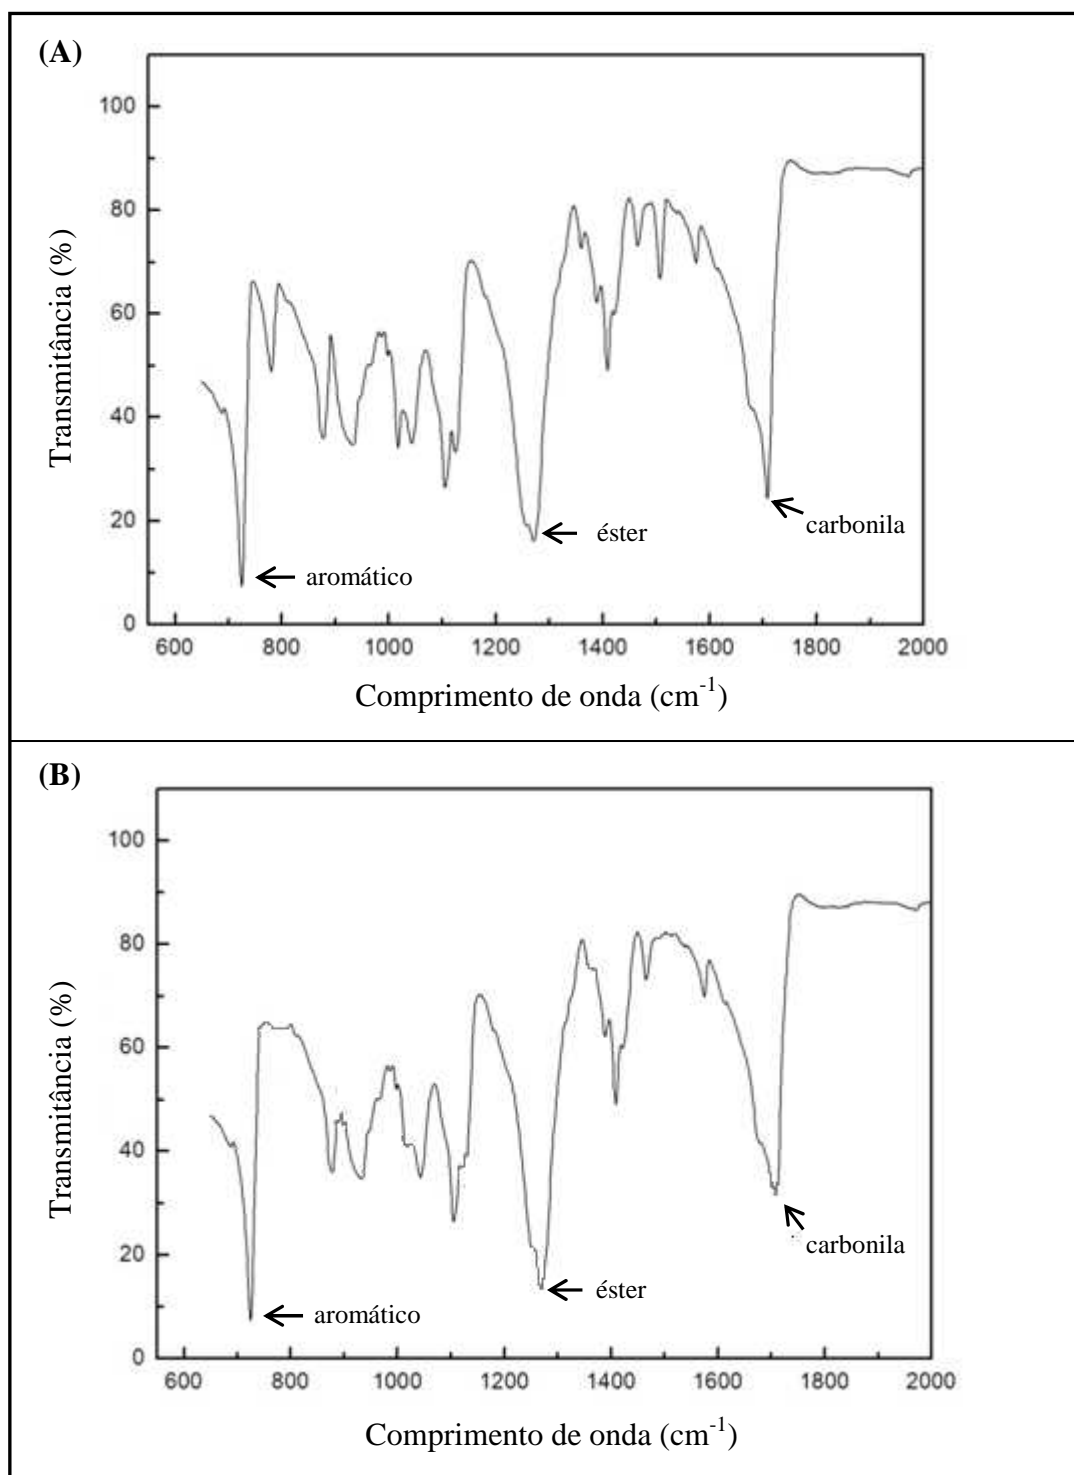 (A)
100
80
60
40
20
0
Transmitância (%)
carbonila
éster
aromático
600 800 1000 1200 1400 1600 1800 2000
Comprimento de onda (cm-1)
(B)
100
80
60
40
20
0
Transmitância (%)
carbonila
éster
aromático
600 800 1000 1200 1400 1600 1800 2000
Comprimento de onda (cm-1)